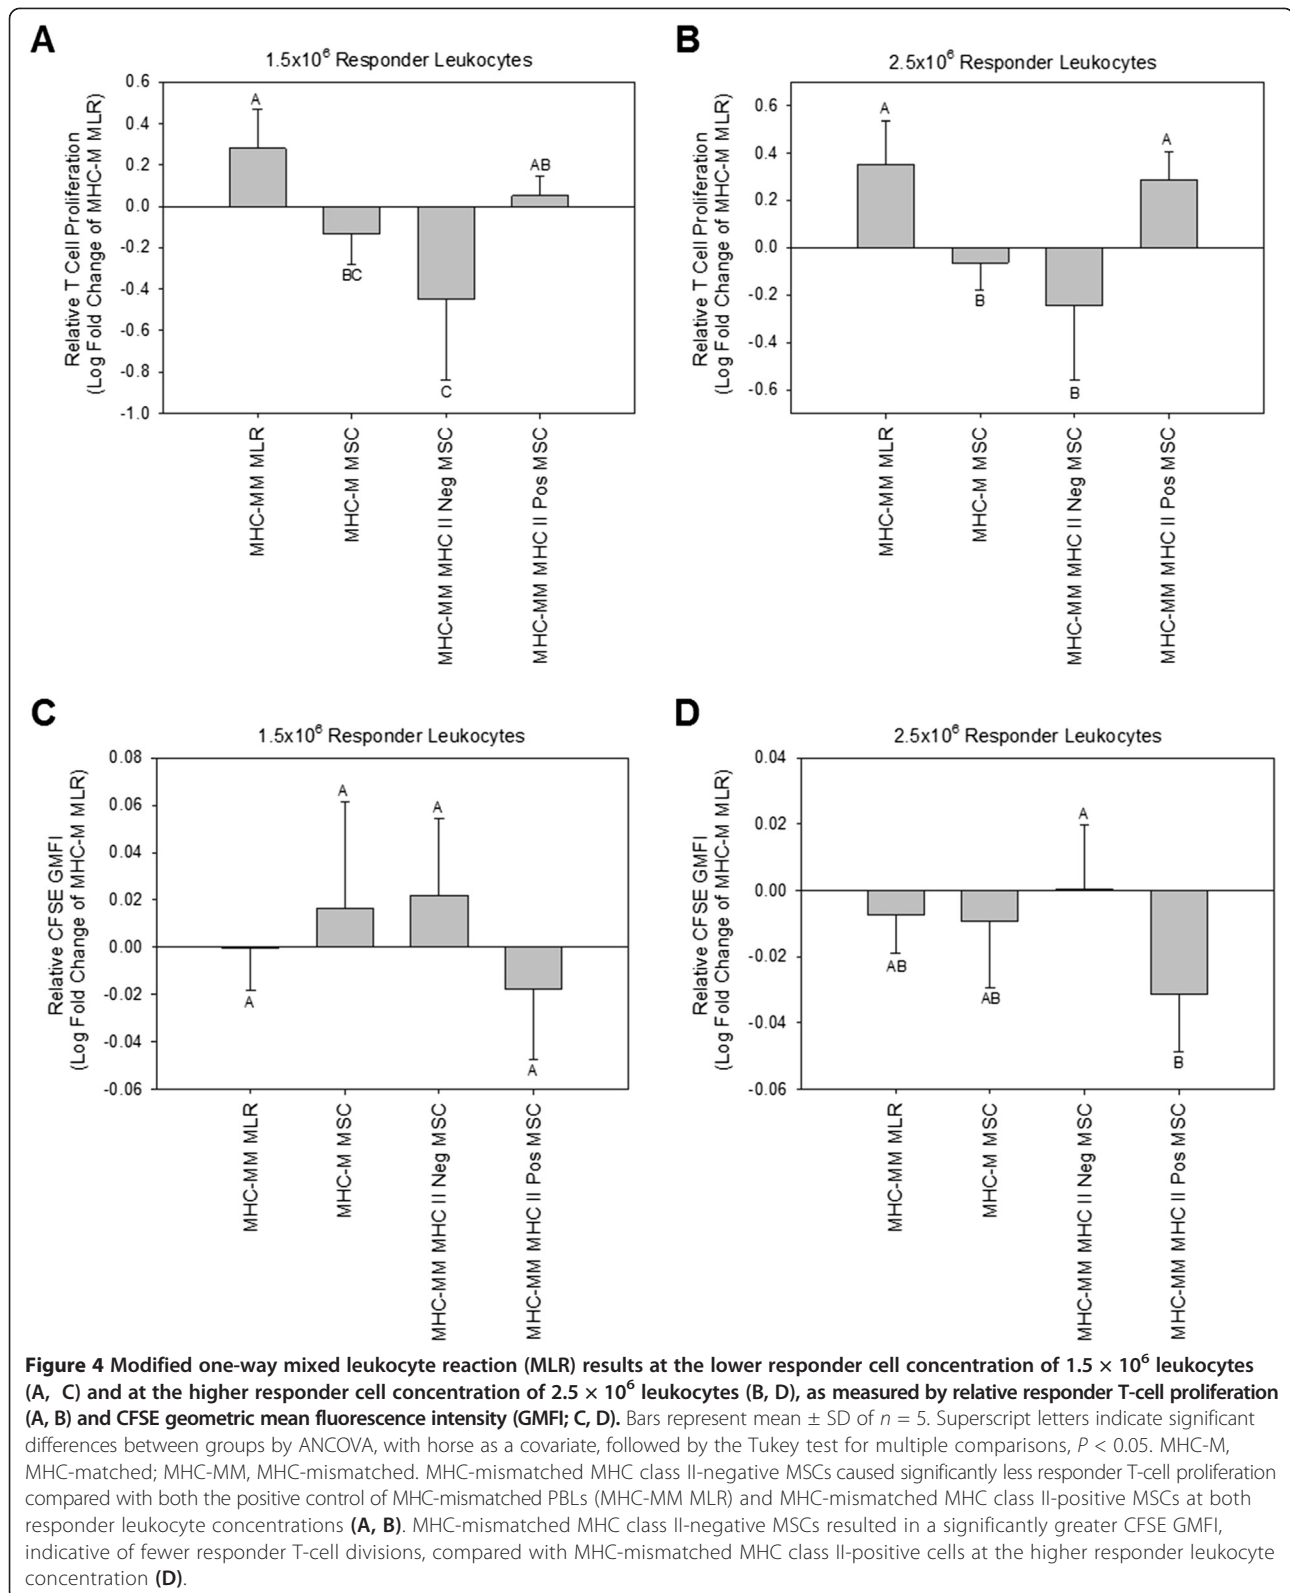 A
1.5x10⁶ Responder Leukocytes
Relative T Cell Proliferation
(Log Fold Change of MHC-M MLR)
0.6
0.4
0.2
0.0
-0.2
-0.4
-0.6
-0.8
-1.0
A
BC
C
AB
MHC-MM MLR
MHC-M MSC
MHC-MM MHC II Neg MSC
MHC-MM MHC II Pos MSC
B
2.5x10⁶ Responder Leukocytes
Relative T Cell Proliferation
(Log Fold Change of MHC-M MLR)
0.6
0.4
0.2
0.0
-0.2
-0.4
-0.6
A
B
B
A
MHC-MM MLR
MHC-M MSC
MHC-MM MHC II Neg MSC
MHC-MM MHC II Pos MSC
C
1.5x10⁶ Responder Leukocytes
Relative CFSE GMFI
(Log Fold Change of MHC-M MLR)
0.08
0.06
0.04
0.02
0.00
-0.02
-0.04
-0.06
A
A
A
A
MHC-MM MLR
MHC-M MSC
MHC-MM MHC II Neg MSC
MHC-MM MHC II Pos MSC
D
2.5x10⁶ Responder Leukocytes
Relative CFSE GMFI
(Log Fold Change of MHC-M MLR)
0.04
0.02
0.00
-0.02
-0.04
-0.06
AB
AB
A
B
MHC-MM MLR
MHC-M MSC
MHC-MM MHC II Neg MSC
MHC-MM MHC II Pos MSC
Figure 4 Modified one-way mixed leukocyte reaction (MLR) results at the lower responder cell concentration of 1.5 × 10⁶ leukocytes
(A, C) and at the higher responder cell concentration of 2.5 × 10⁶ leukocytes (B, D), as measured by relative responder T-cell proliferation
(A, B) and CFSE geometric mean fluorescence intensity (GMFI; C, D). Bars represent mean ± SD of n = 5. Superscript letters indicate significant
differences between groups by ANCOVA, with horse as a covariate, followed by the Tukey test for multiple comparisons, P < 0.05. MHC-M,
MHC-matched; MHC-MM, MHC-mismatched. MHC-mismatched MHC class II-negative MSCs caused significantly less responder T-cell proliferation
compared with both the positive control of MHC-mismatched PBLs (MHC-MM MLR) and MHC-mismatched MHC class II-positive MSCs at both
responder leukocyte concentrations (A, B). MHC-mismatched MHC class II-negative MSCs resulted in a significantly greater CFSE GMFI,
indicative of fewer responder T-cell divisions, compared with MHC-mismatched MHC class II-positive cells at the higher responder leukocyte
concentration (D).